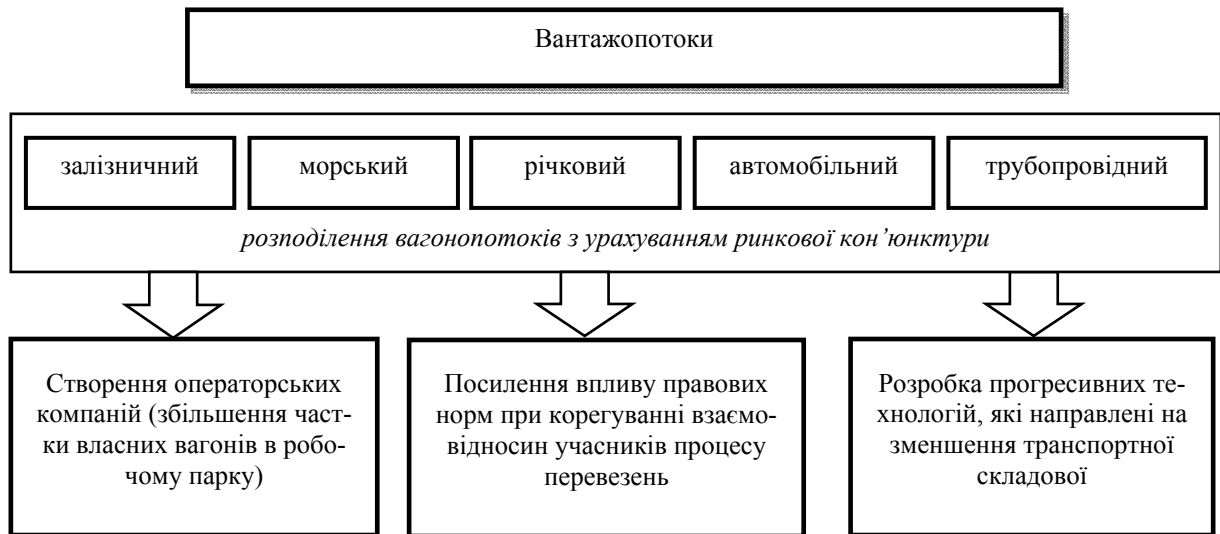 Вантажопотоки
залізничний
морський
річковий
автомобільний
трубопровідний
розподілення вагонопотоків з урахуванням ринкової кон’юнктури
Створення операторських
компаній (збільшення част-
ки власних вагонів в робо-
чому парку)
Посилення впливу правових
норм при корегуванні взаємо-
відносин учасників процесу
перевезень
Розробка прогресивних те-
хнологій, які направлені на
зменшення транспортної
складової